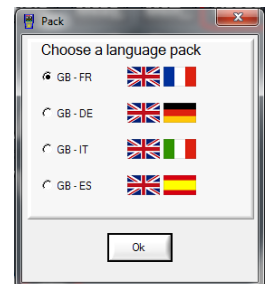 Pack
Choose a language pack
GB - FR
GB - DE
GB - IT
GB - ES
Ok